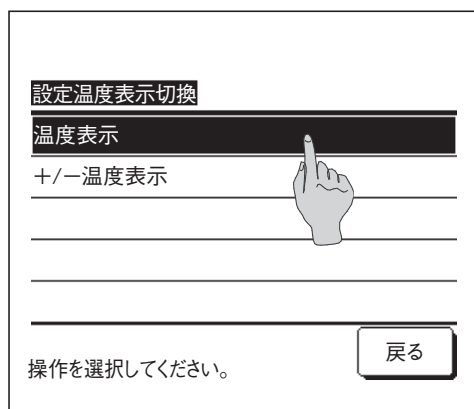 設定温度表示切換
温度表示
+/−温度表示
操作を選択してください。
戻る